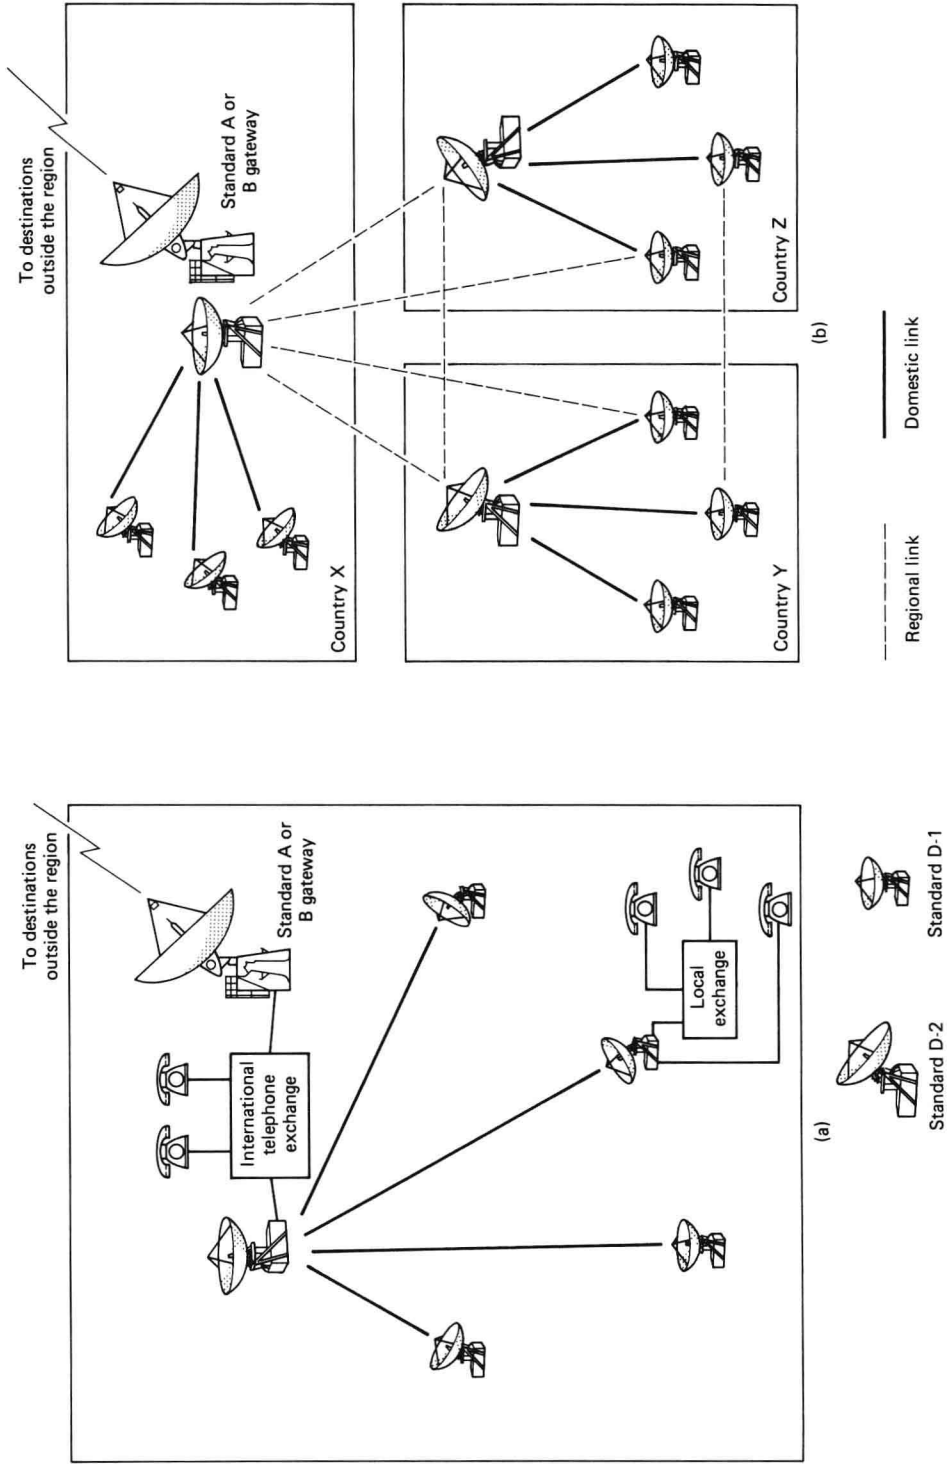 To destinations
outside the region
Standard A or
B gateway
International
telephone
exchange
Local
exchange
(a)
Standard D-2
Standard D-1
To destinations
outside the region
Standard A or
B gateway
Country X
Country Y
Country Z
(b)
Regional link
Domestic link